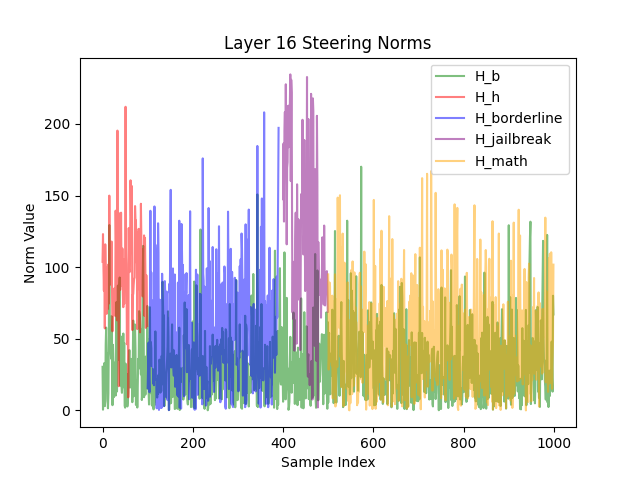 Layer 16 Steering Norms
H_b
H_h
H_borderline
H_jailbreak
H_math
Norm Value
200
150
100
50
0
0
200
400
600
800
1000
Sample Index